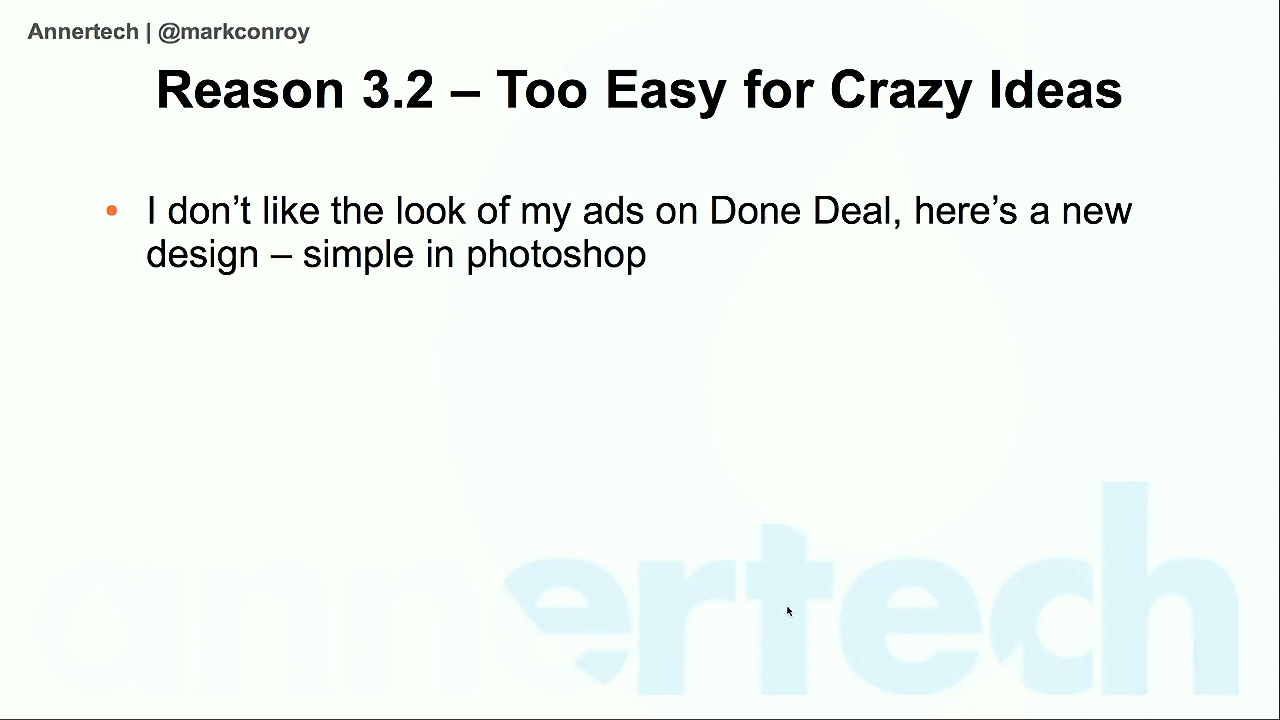 Annertech | @markconroy
Reason 3.2 – Too Easy for Crazy Ideas
• I don’t like the look of my ads on Done Deal, here’s a new
design – simple in photoshop
annertech